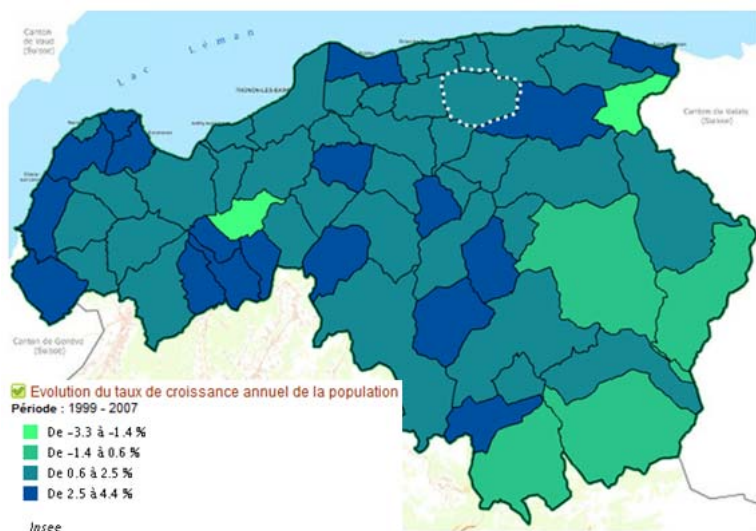 Canton
de Vaud
(Suisse)
Lac Léman
THONON-LES-BAINS
Canton du Valais
(Suisse)
Canton de Genève
(Suisse)
Evolution du taux de croissance annuel de la population
Période : 1999 - 2007
De -3.3 à -1.4 %
De -1.4 à 0.6 %
De 0.6 à 2.5 %
De 2.5 à 4.4 %
Insee